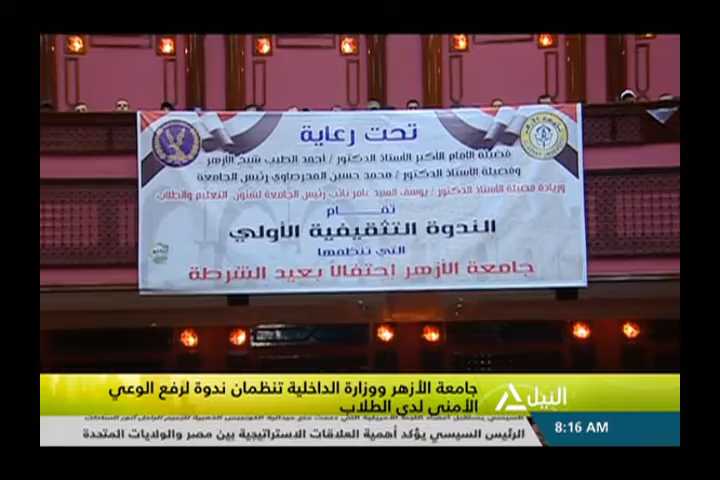 تحت رعاية
فضيلة الامام الأكبر الأستاذ الدكتور / أحمد الطيب شيخ الأزهر
وفضيلة الأستاذ الدكتور / محمد حسين المحرصاوي رئيس الجامعة
وريادة فضيلة الأستاذ الدكتور / يوسف السيد عامر نائب رئيس الجامعة لشئون التعليم والطلاب
تقام
الندوة التثقيفية الأولي
التي تنظمها
جامعة الأزهر إحتفالاً بعيد الشرطة
جامعة الأزهر ووزارة الداخلية تنظمان ندوة لرفع الوعي
الأمني لدى الطلاب
النيل
الرئيس السيسي يؤكد أهمية العلاقات الاستراتيجية بين مصر والولايات المتحدة
8:16 AM